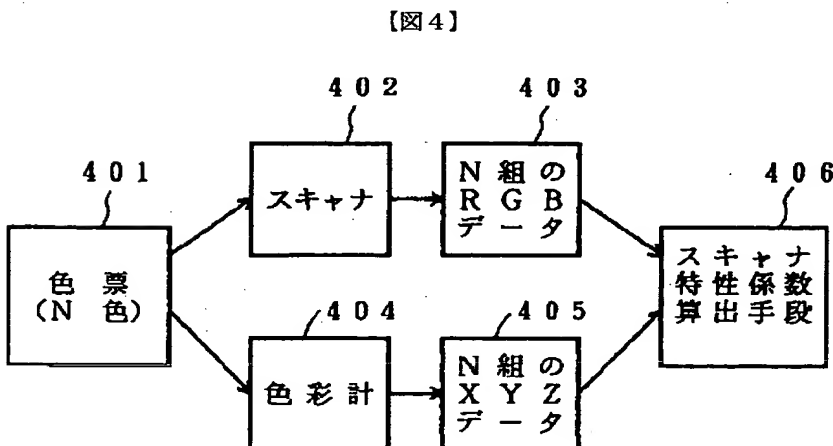 【図4】
402
403
401
406
スキャナ
N組の
RGB
データ
色票
(N色)
スキャナ
特性係数
算出手段
404
405
色彩計
N組の
XYZ
データ